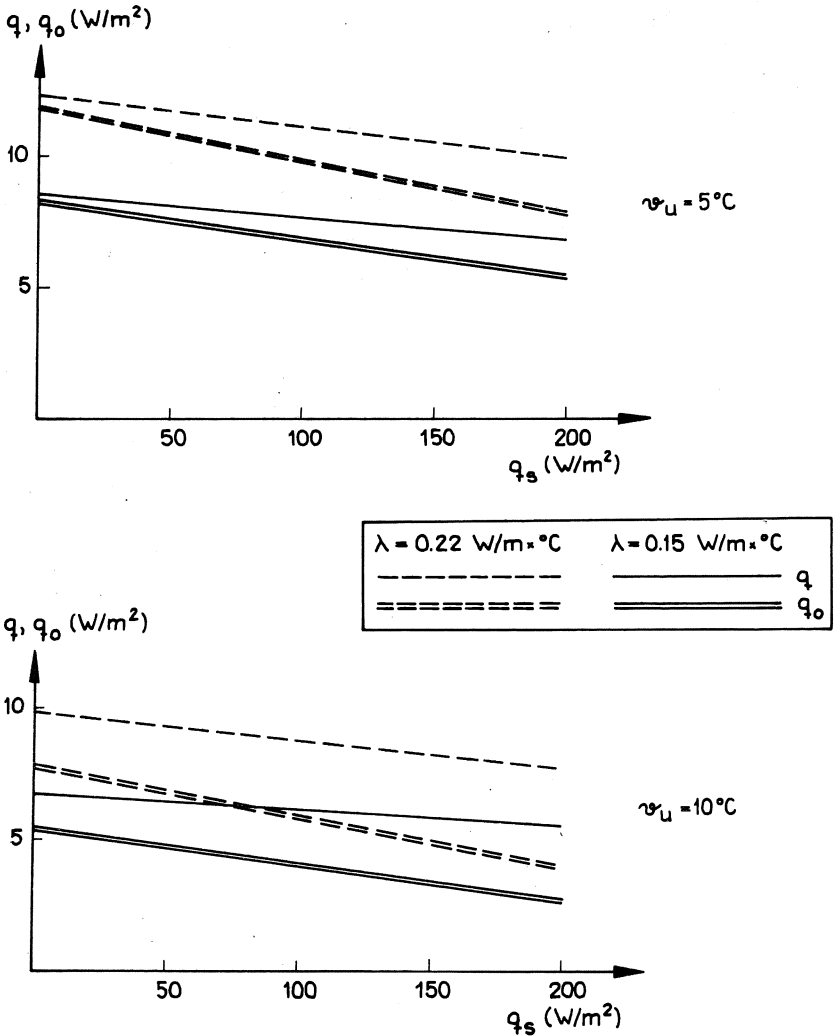 q, q₀ (W/m²)
10
5
ϑᵤ = 5°C
50 100 150 200
qₛ (W/m²)
λ = 0.22 W/m×°C λ = 0.15 W/m×°C
q
q₀
q, q₀ (W/m²)
10
5
ϑᵤ = 10°C
50 100 150 200
qₛ (W/m²)